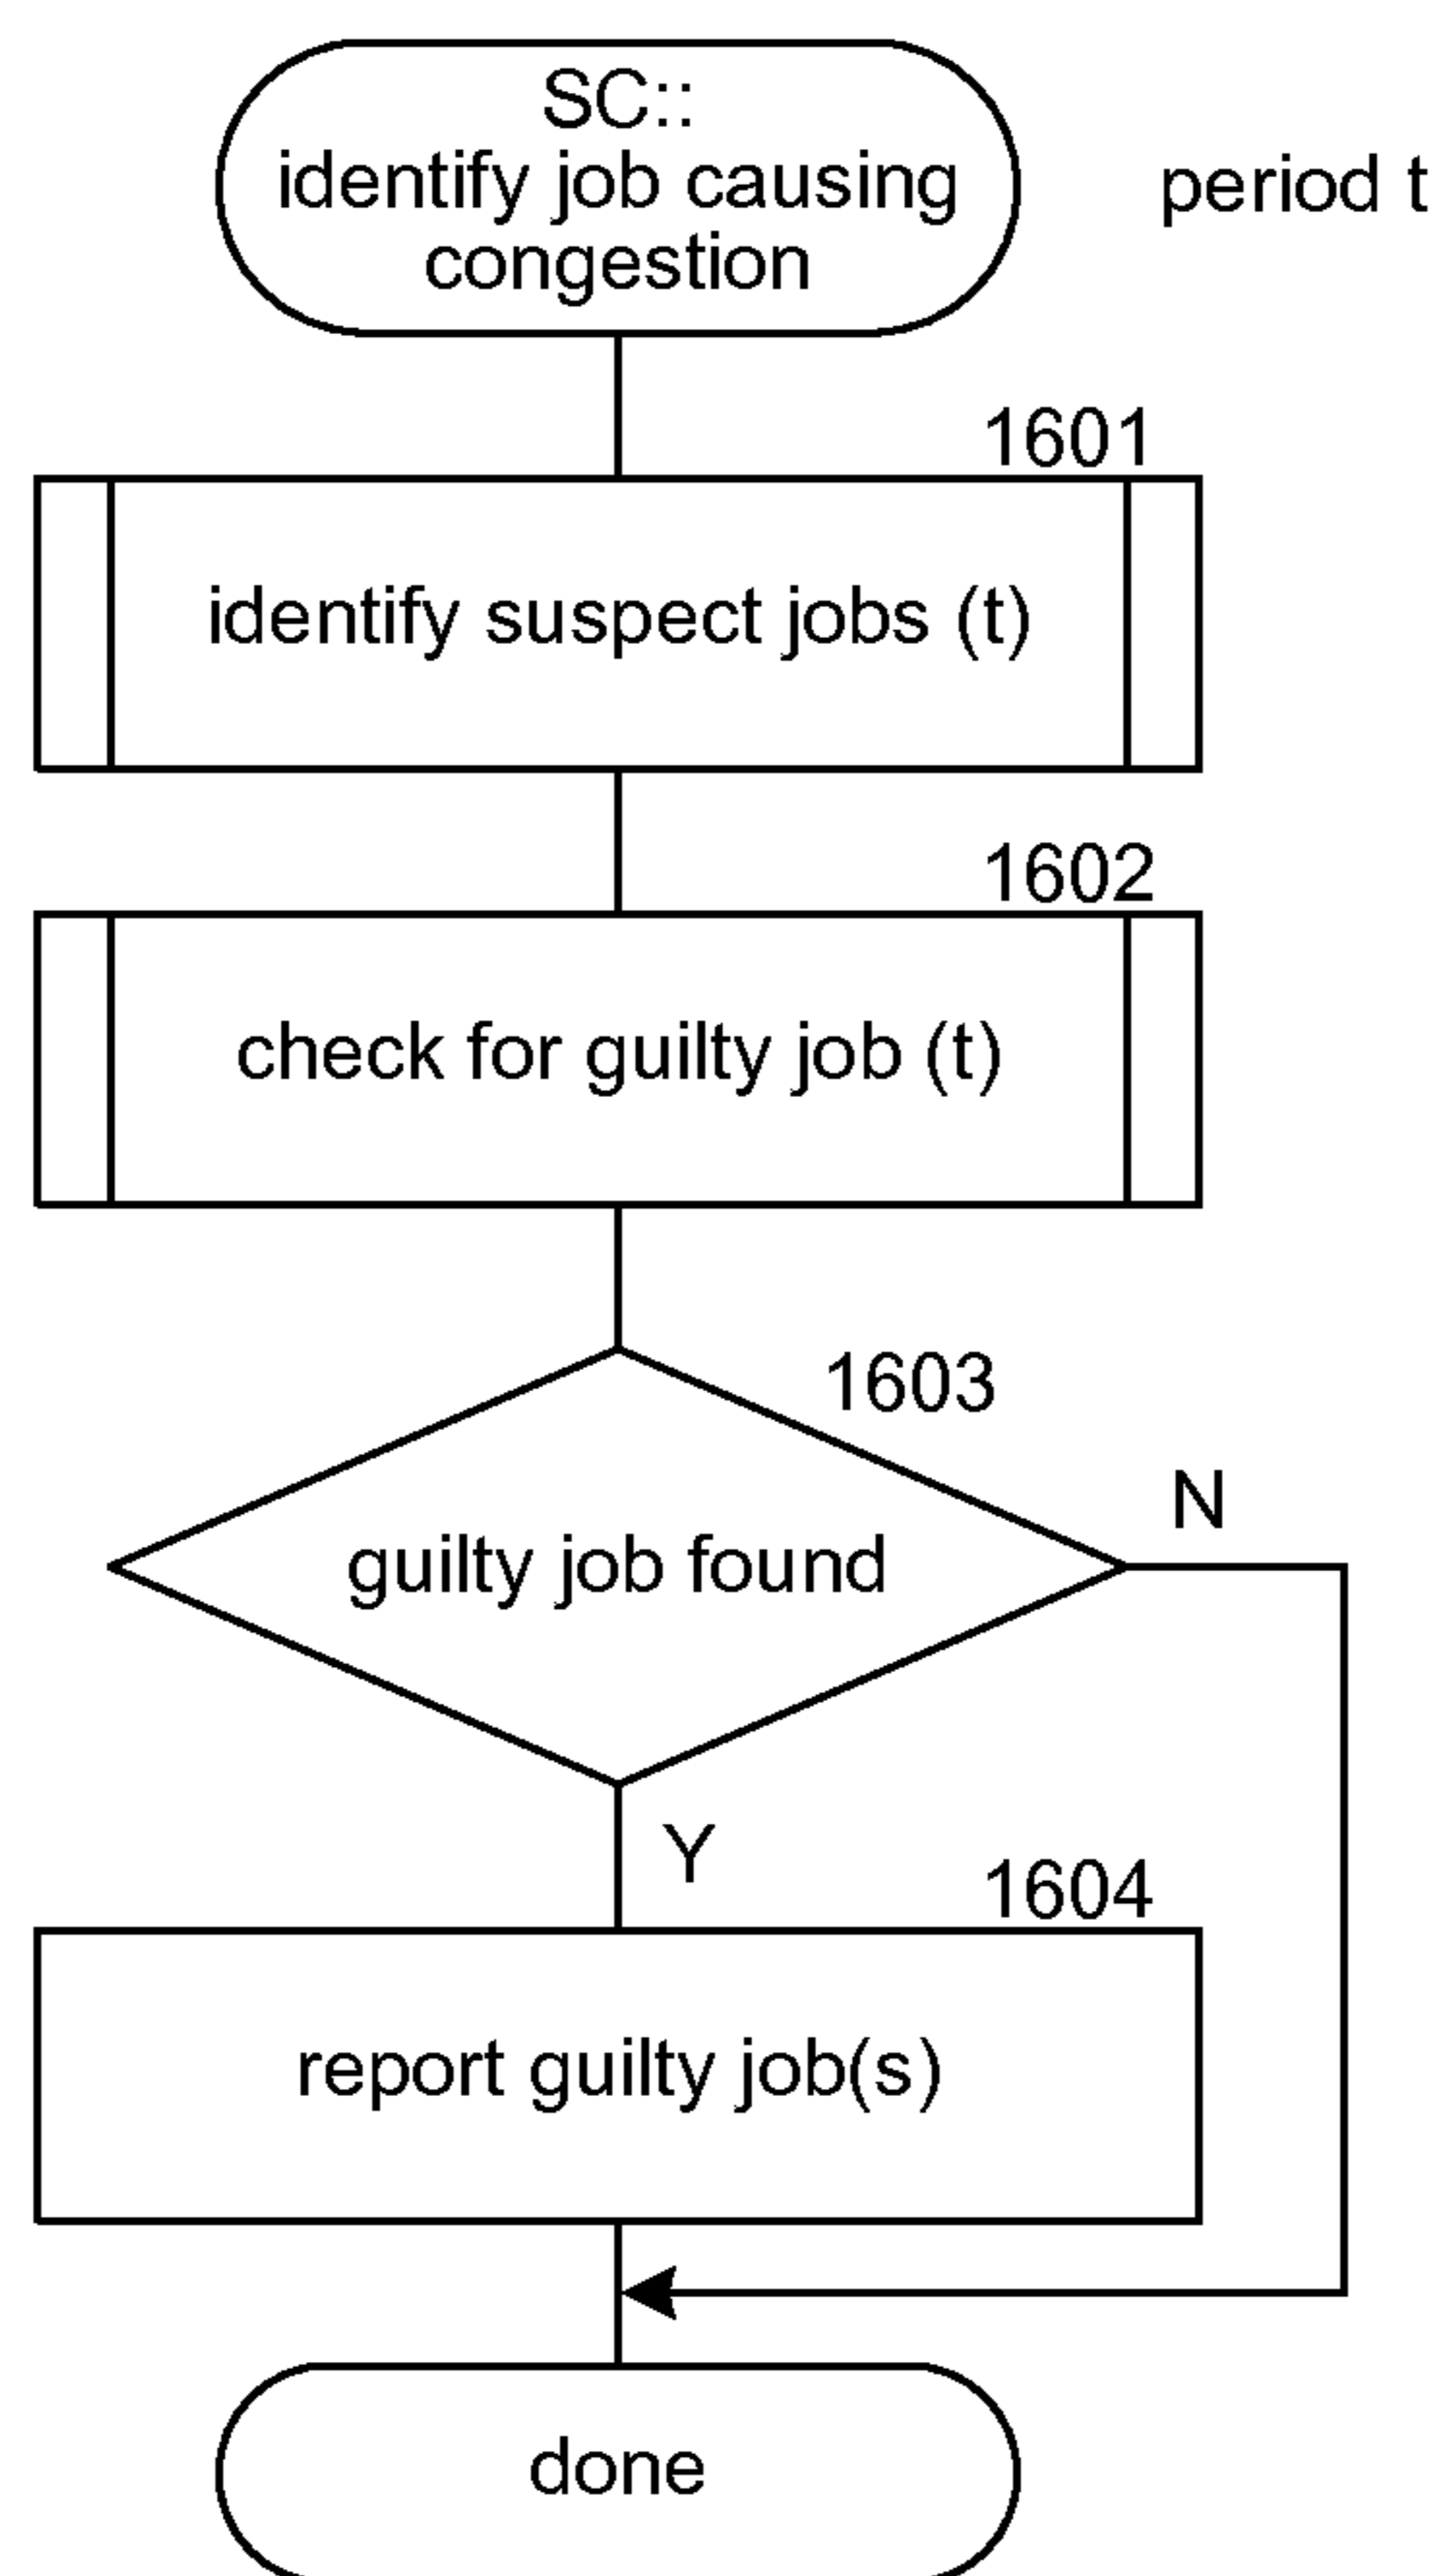 SC::
identify job causing
congestion
period t
1601
identify suspect jobs (t)
1602
check for guilty job (t)
1603
guilty job found
N
Y
1604
report guilty job(s)
done